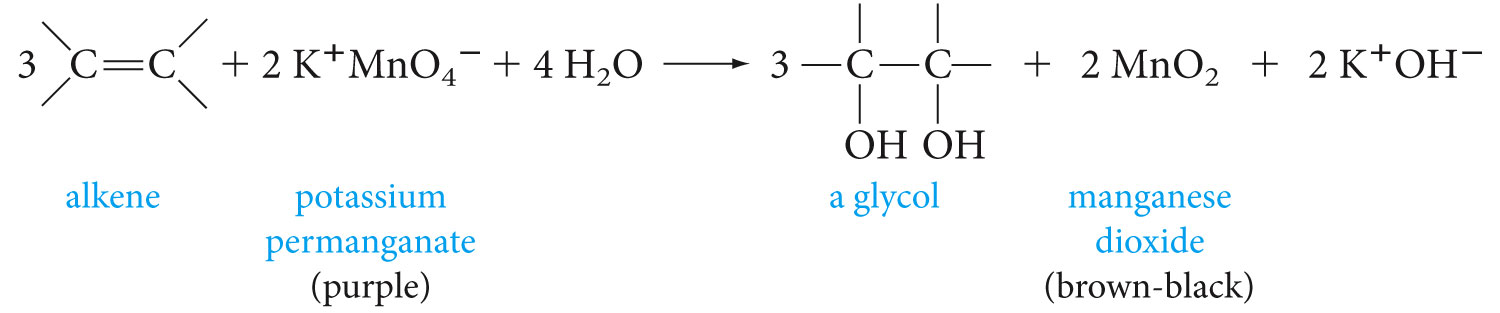 3 C=C + 2 K⁺MnO₄⁻ + 4 H₂O ⟶ 3 —C—C— + 2 MnO₂ + 2 K⁺OH⁻
OH OH
alkene potassium a glycol manganese
permanganate dioxide
(purple) (brown-black)